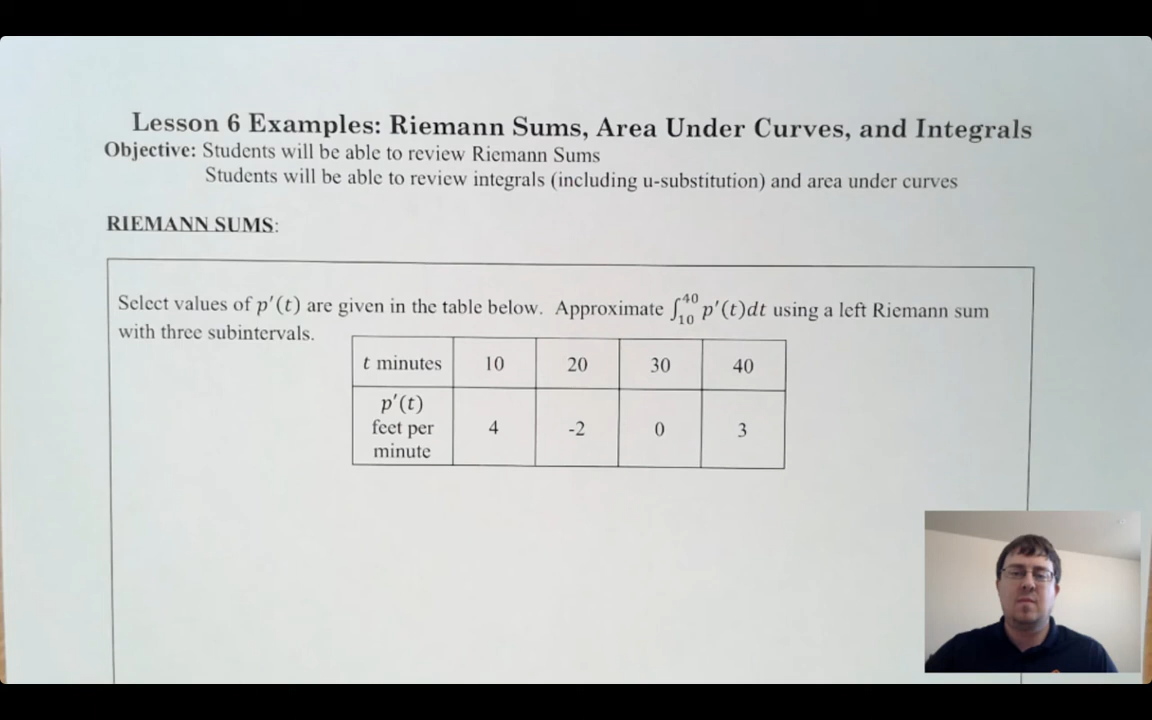 Lesson 6 Examples: Riemann Sums, Area Under Curves, and Integrals
Objective: Students will be able to review Riemann Sums
Students will be able to review integrals (including u-substitution) and area under curves
RIEMANN SUMS:
Select values of p′(t) are given in the table below. Approximate ∫₁₀⁴⁰ p′(t)dt using a left Riemann sum
with three subintervals.
t minutes 10 20 30 40
p′(t)
feet per
minute 4 -2 0 3